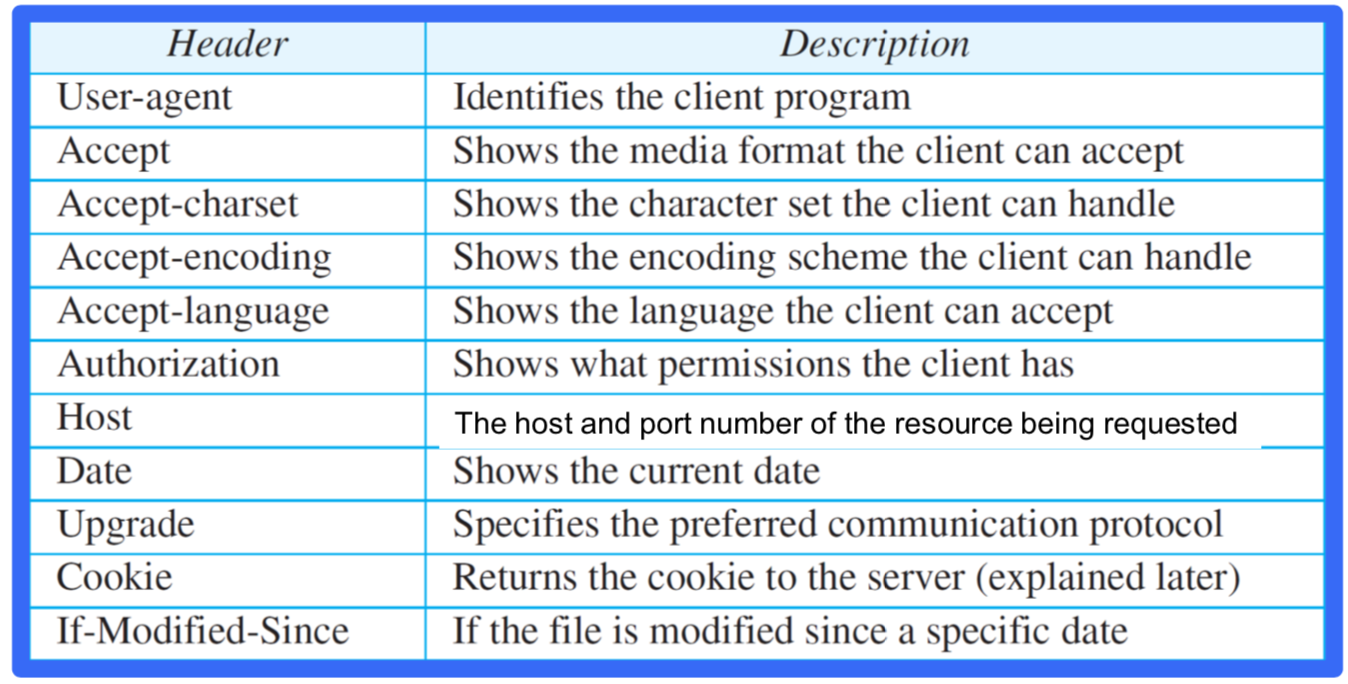 Header Description
User-agent Identifies the client program
Accept Shows the media format the client can accept
Accept-charset Shows the character set the client can handle
Accept-encoding Shows the encoding scheme the client can handle
Accept-language Shows the language the client can accept
Authorization Shows what permissions the client has
Host The host and port number of the resource being requested
Date Shows the current date
Upgrade Specifies the preferred communication protocol
Cookie Returns the cookie to the server (explained later)
If-Modified-Since If the file is modified since a specific date